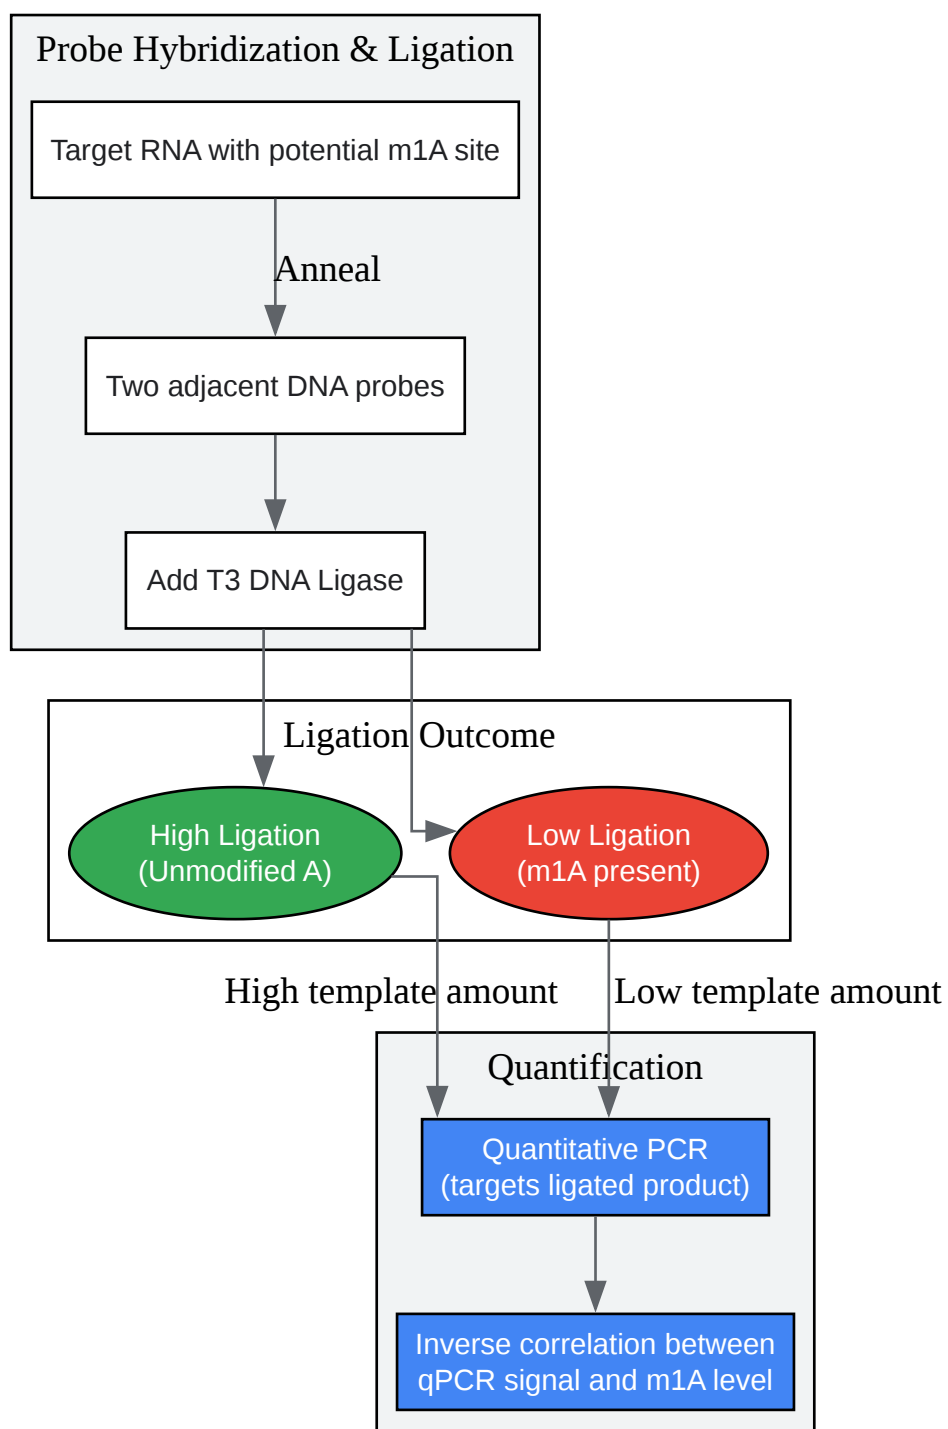 Probe Hybridization & Ligation
Target RNA with potential m1A site
Anneal
Two adjacent DNA probes
Add T3 DNA Ligase
Ligation Outcome
High Ligation
(Unmodified A)
Low Ligation
(m1A present)
High template amount
Low template amount
Quantification
Quantitative PCR
(targets ligated product)
Inverse correlation between
qPCR signal and m1A level